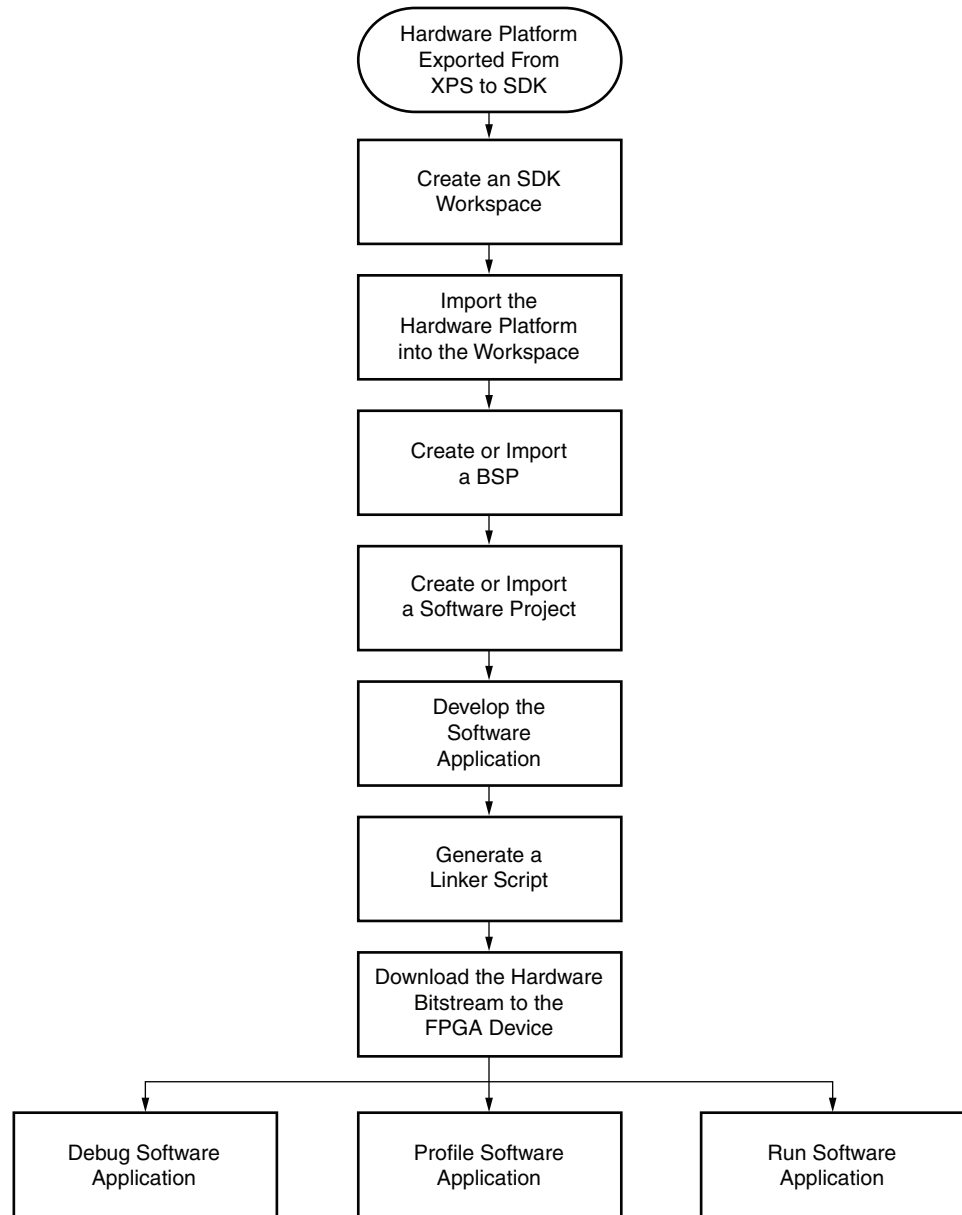 Hardware Platform
Exported From
XPS to SDK
Create an SDK
Workspace
Import the
Hardware Platform
into the Workspace
Create or Import
a BSP
Create or Import
a Software Project
Develop the
Software
Application
Generate a
Linker Script
Download the Hardware
Bitstream to the
FPGA Device
Debug Software
Application
Profile Software
Application
Run Software
Application